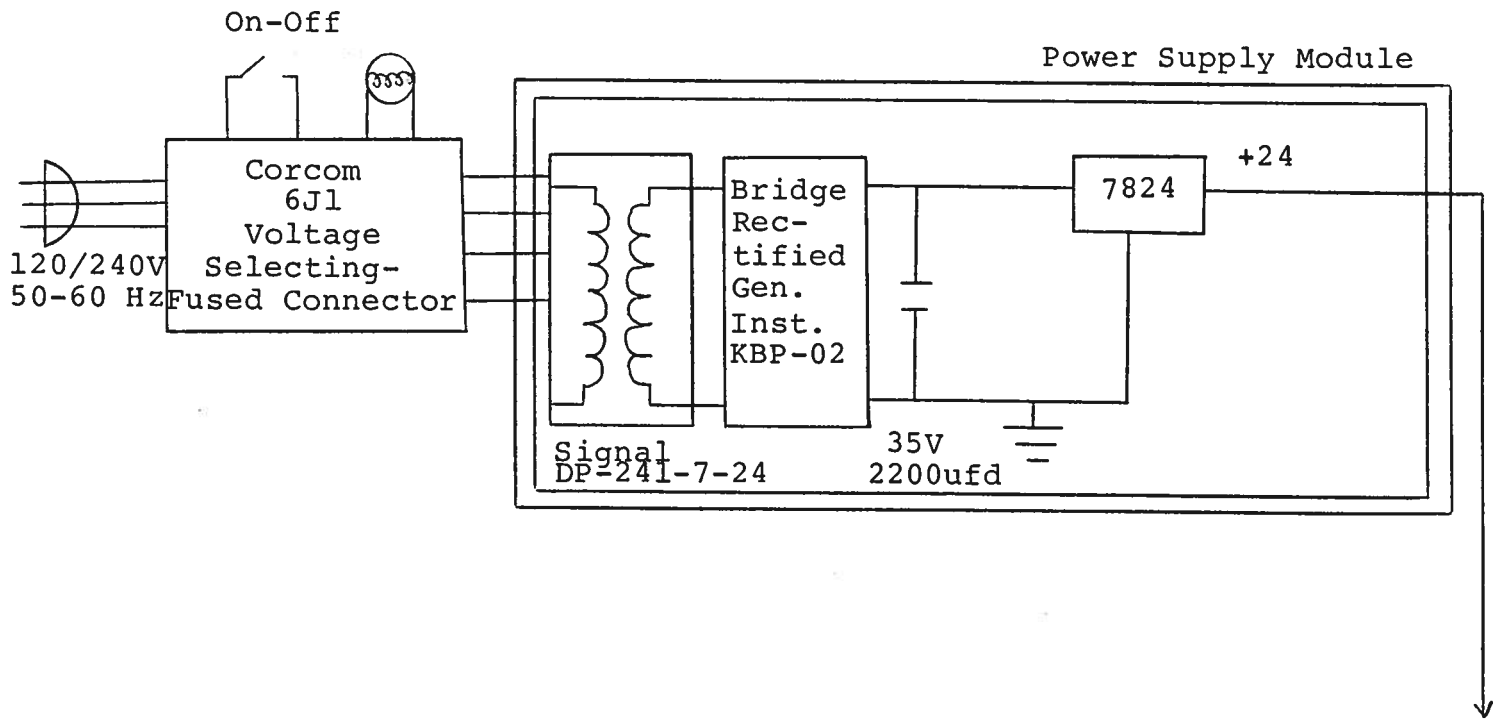 On-Off
Power Supply Module
Corcom
6J1
Voltage
Selecting-
Fused Connector
120/240V
50-60 Hz
Bridge
Rec-
tified
Gen.
Inst.
KBP-02
7824
+24
Signal
DP-241-7-24
35V
2200ufd